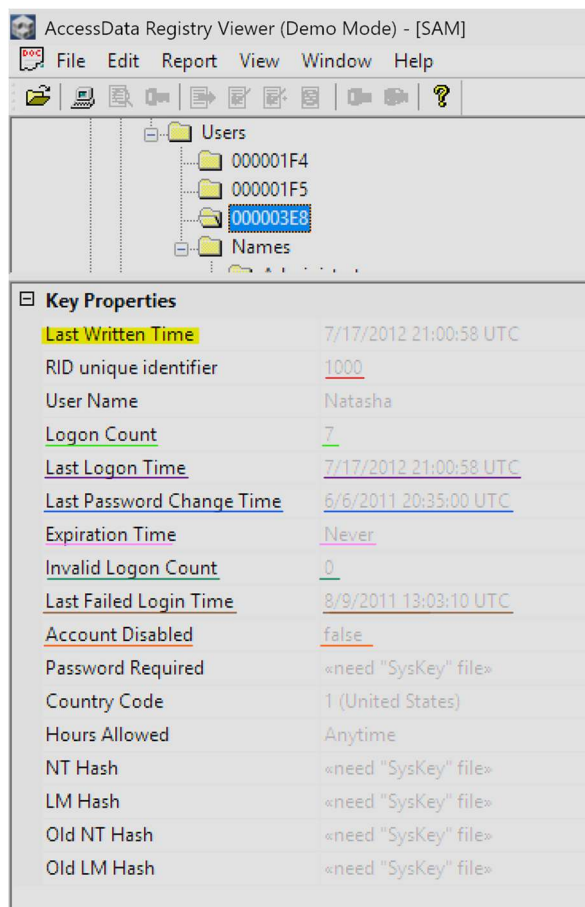 AccessData Registry Viewer (Demo Mode) - [SAM]
File Edit Report View Window Help
Users
000001F4
000001F5
000003E8
Names
Key Properties
Last Written Time 7/17/2012 21:00:58 UTC
RID unique identifier 1000
User Name Natasha
Logon Count 7
Last Logon Time 7/17/2012 21:00:58 UTC
Last Password Change Time 6/6/2011 20:35:00 UTC
Expiration Time Never
Invalid Logon Count 0
Last Failed Login Time 8/9/2011 13:03:10 UTC
Account Disabled false
Password Required «need "SysKey" file»
Country Code 1 (United States)
Hours Allowed Anytime
NT Hash «need "SysKey" file»
LM Hash «need "SysKey" file»
Old NT Hash «need "SysKey" file»
Old LM Hash «need "SysKey" file»